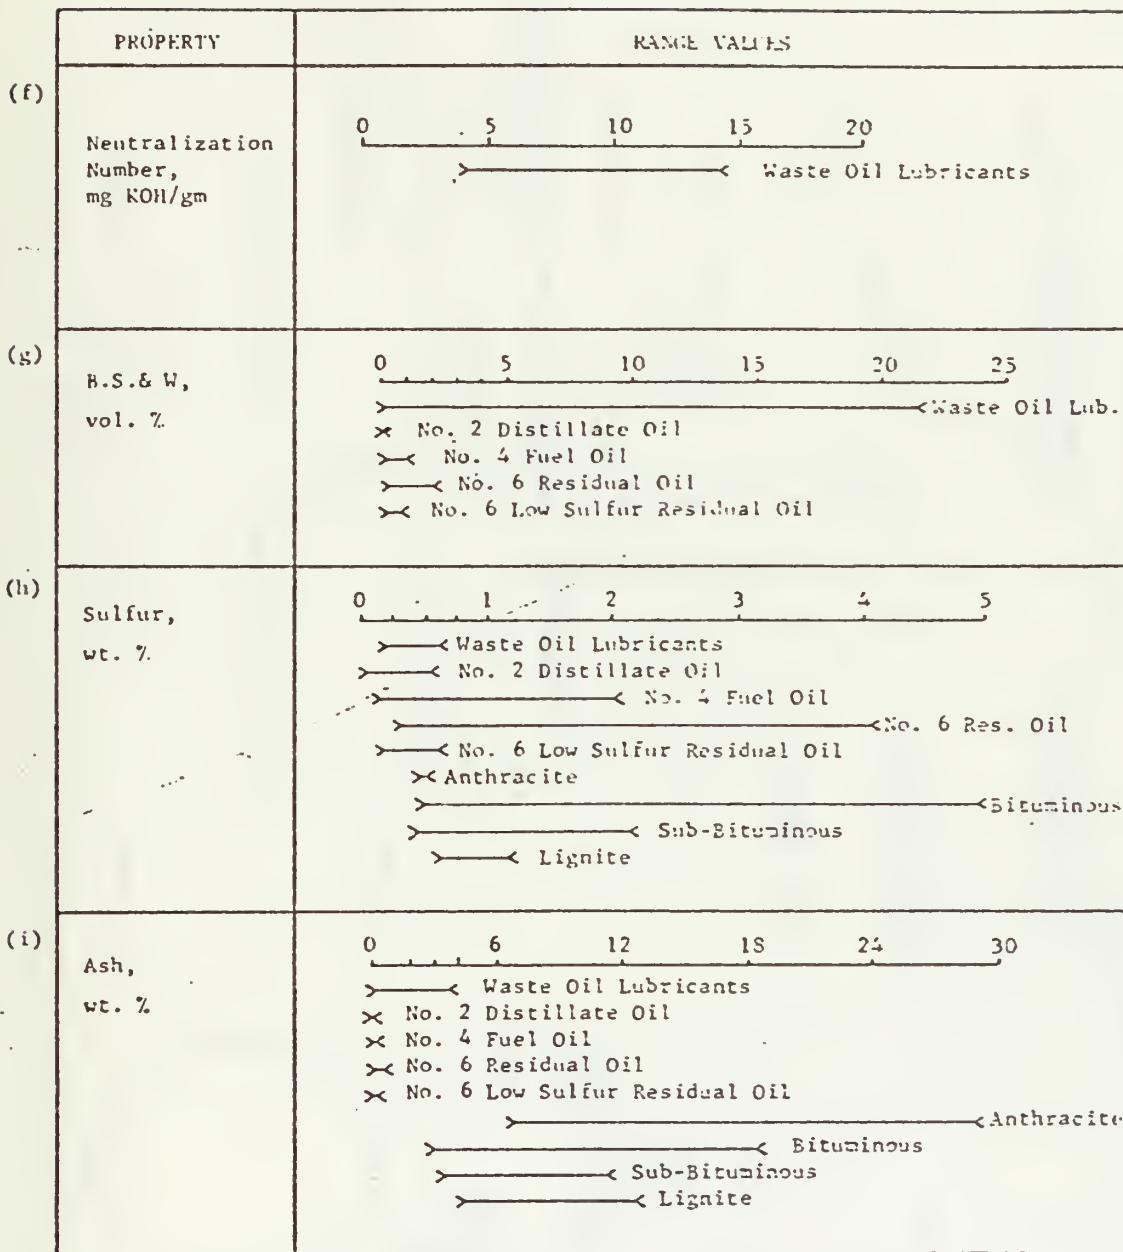 PROPERTY RANGE VALUES
(f)
Neutralization
Number,
mg KOH/gm
0 5 10 15 20
Waste Oil Lubricants
(g)
B.S.& W,
vol. %
0 5 10 15 20 25
Waste Oil Lub.
No. 2 Distillate Oil
No. 4 Fuel Oil
No. 6 Residual Oil
No. 6 Low Sulfur Residual Oil
(h)
Sulfur,
wt. %
0 1 2 3 4 5
Waste Oil Lubricants
No. 2 Distillate Oil
No. 4 Fuel Oil
No. 6 Res. Oil
No. 6 Low Sulfur Residual Oil
Anthracite
Bituminous
Sub-Bituminous
Lignite
(i)
Ash,
wt. %
0 6 12 18 24 30
Waste Oil Lubricants
No. 2 Distillate Oil
No. 4 Fuel Oil
No. 6 Residual Oil
No. 6 Low Sulfur Residual Oil
Anthracite
Bituminous
Sub-Bituminous
Lignite